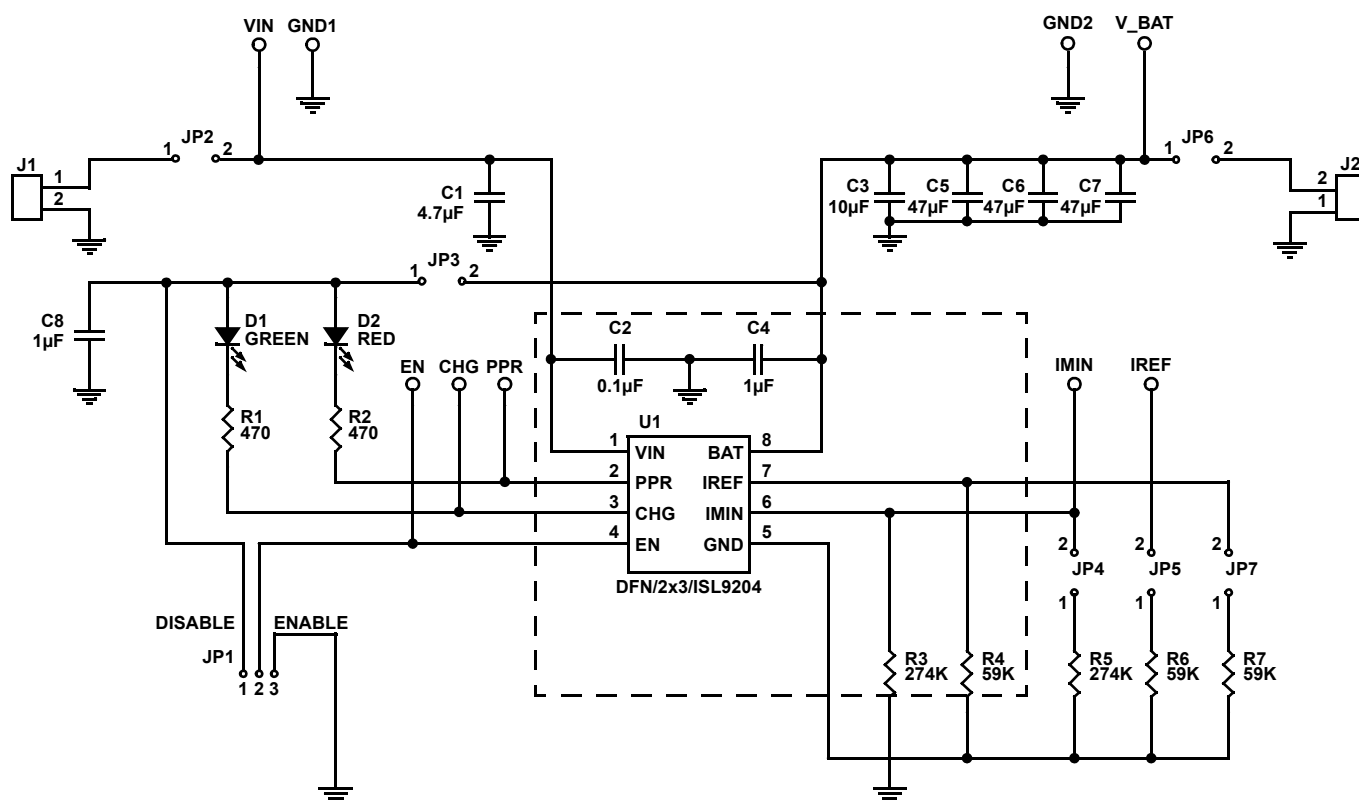 VIN GND1 GND2 V_BAT
JP2 JP6
1 2 1 2
J1 J2
1 2
2 1
C1
4.7µF
C3
10µF
C5
47µF
C6
47µF
C7
47µF
JP3
1 2
C8
1µF
D1
GREEN
D2
RED
C2
0.1µF
C4
1µF
EN CHG PPR IMIN IREF
R1
470
R2
470
U1
1 VIN BAT 8
2 PPR IREF 7
3 CHG IMIN 6
4 EN GND 5
DFN/2x3/ISL9204
2 2 2
JP4 JP5 JP7
1 1 1
DISABLE ENABLE
JP1
1 2 3
R3
274K
R4
59K
R5
274K
R6
59K
R7
59K